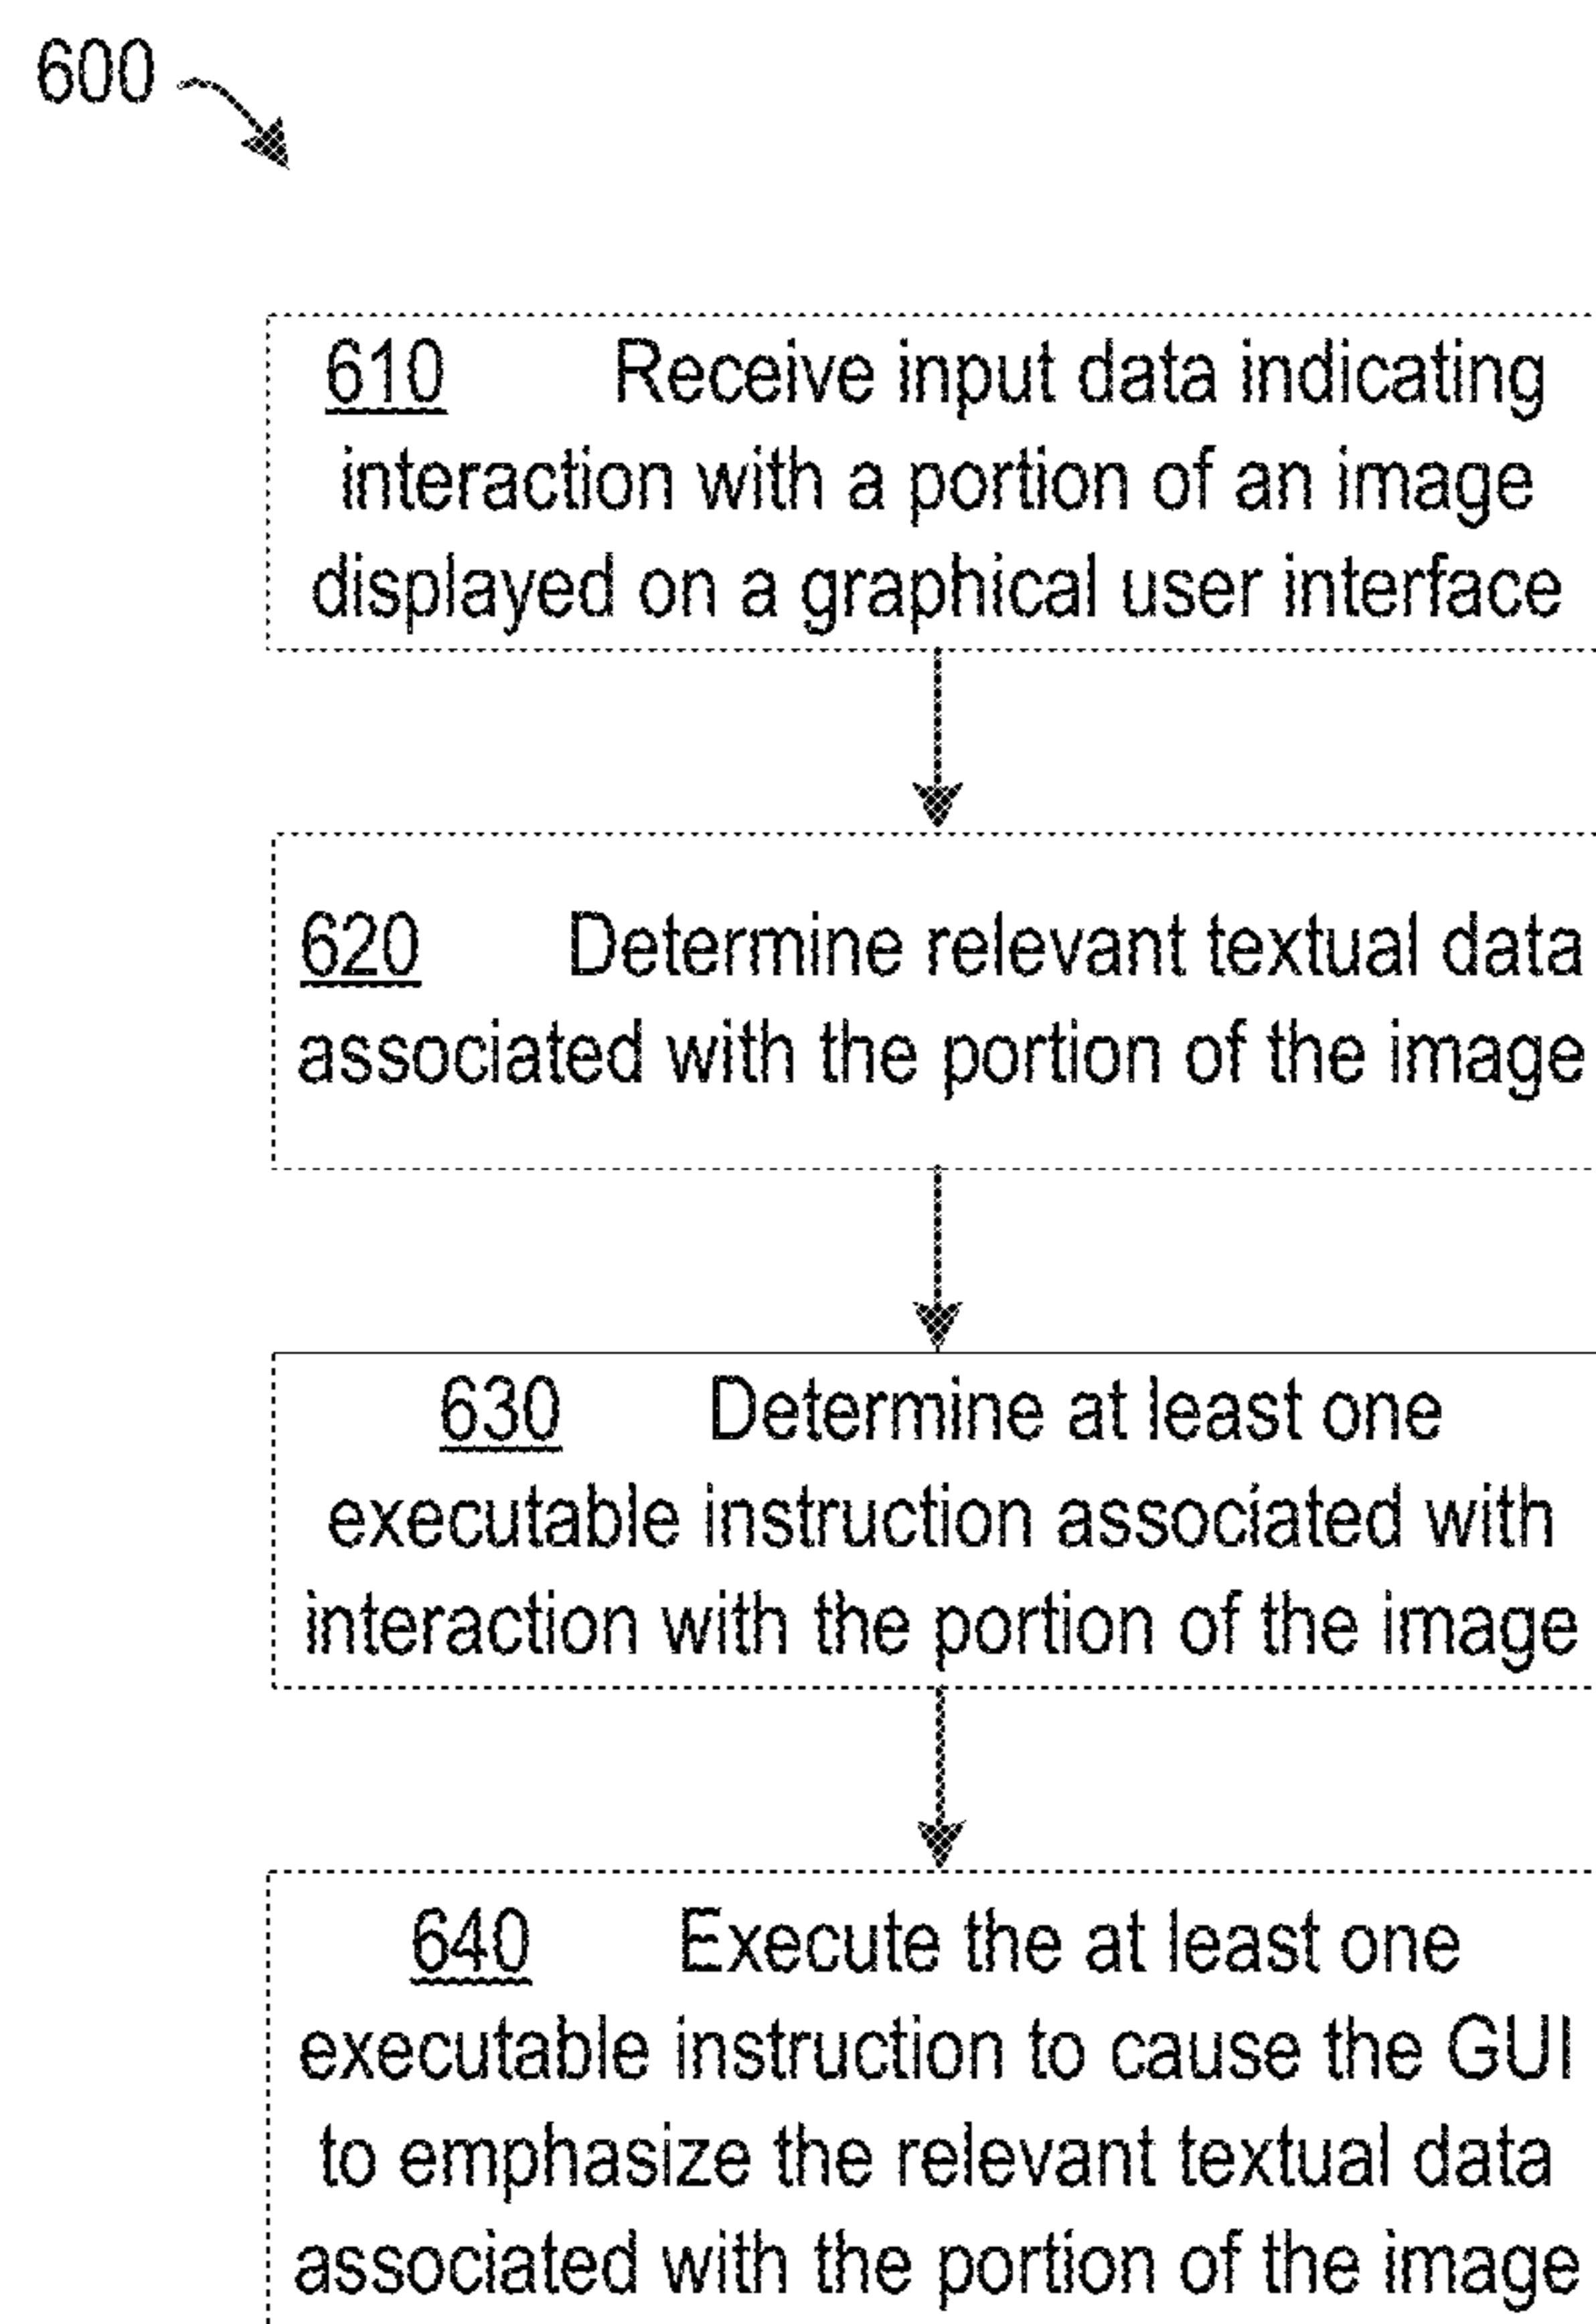 600
610 Receive input data indicating
interaction with a portion of an image
displayed on a graphical user interface
620 Determine relevant textual data
associated with the portion of the image
630 Determine at least one
executable instruction associated with
interaction with the portion of the image
640 Execute the at least one
executable instruction to cause the GUI
to emphasize the relevant textual data
associated with the portion of the image